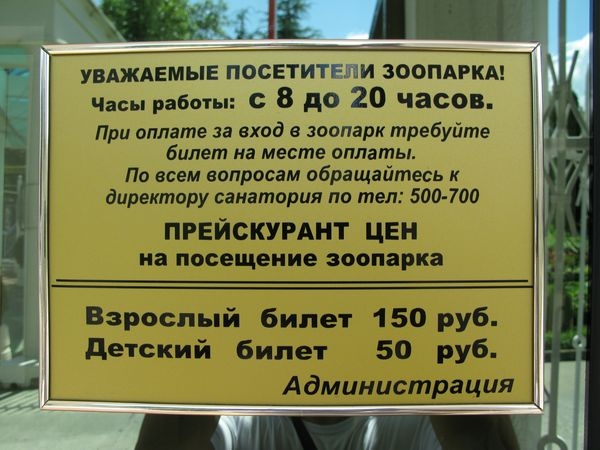 УВАЖАЕМЫЕ ПОСЕТИТЕЛИ ЗООПАРКА!
Часы работы: с 8 до 20 часов.
При оплате за вход в зоопарк требуйте
билет на месте оплаты.
По всем вопросам обращайтесь к
директору санатория по тел: 500-700
ПРЕЙСКУРАНТ ЦЕН
на посещение зоопарка
Взрослый билет 150 руб.
Детский билет 50 руб.
Администрация